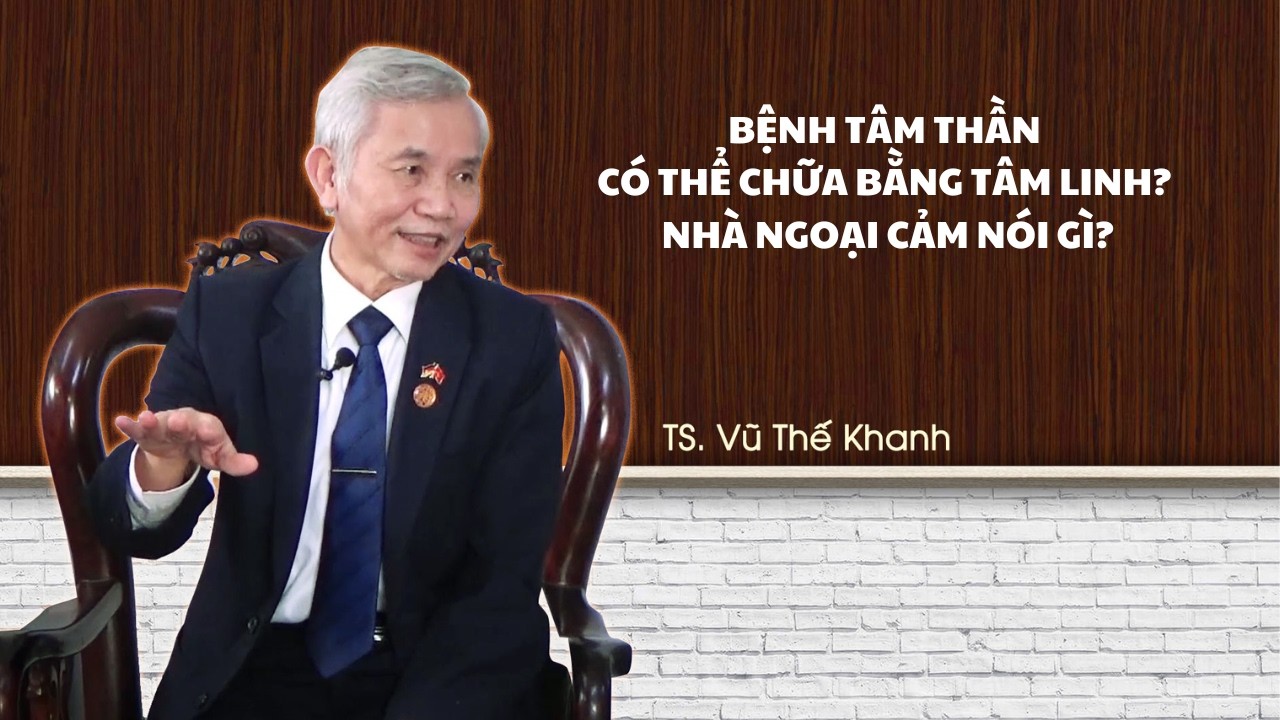 BỆNH TÂM THẦN
CÓ THỂ CHỮA BẰNG TÂM LINH?
NHÀ NGOẠI CẢM NÓI GÌ?
TS. Vũ Thế Khanh